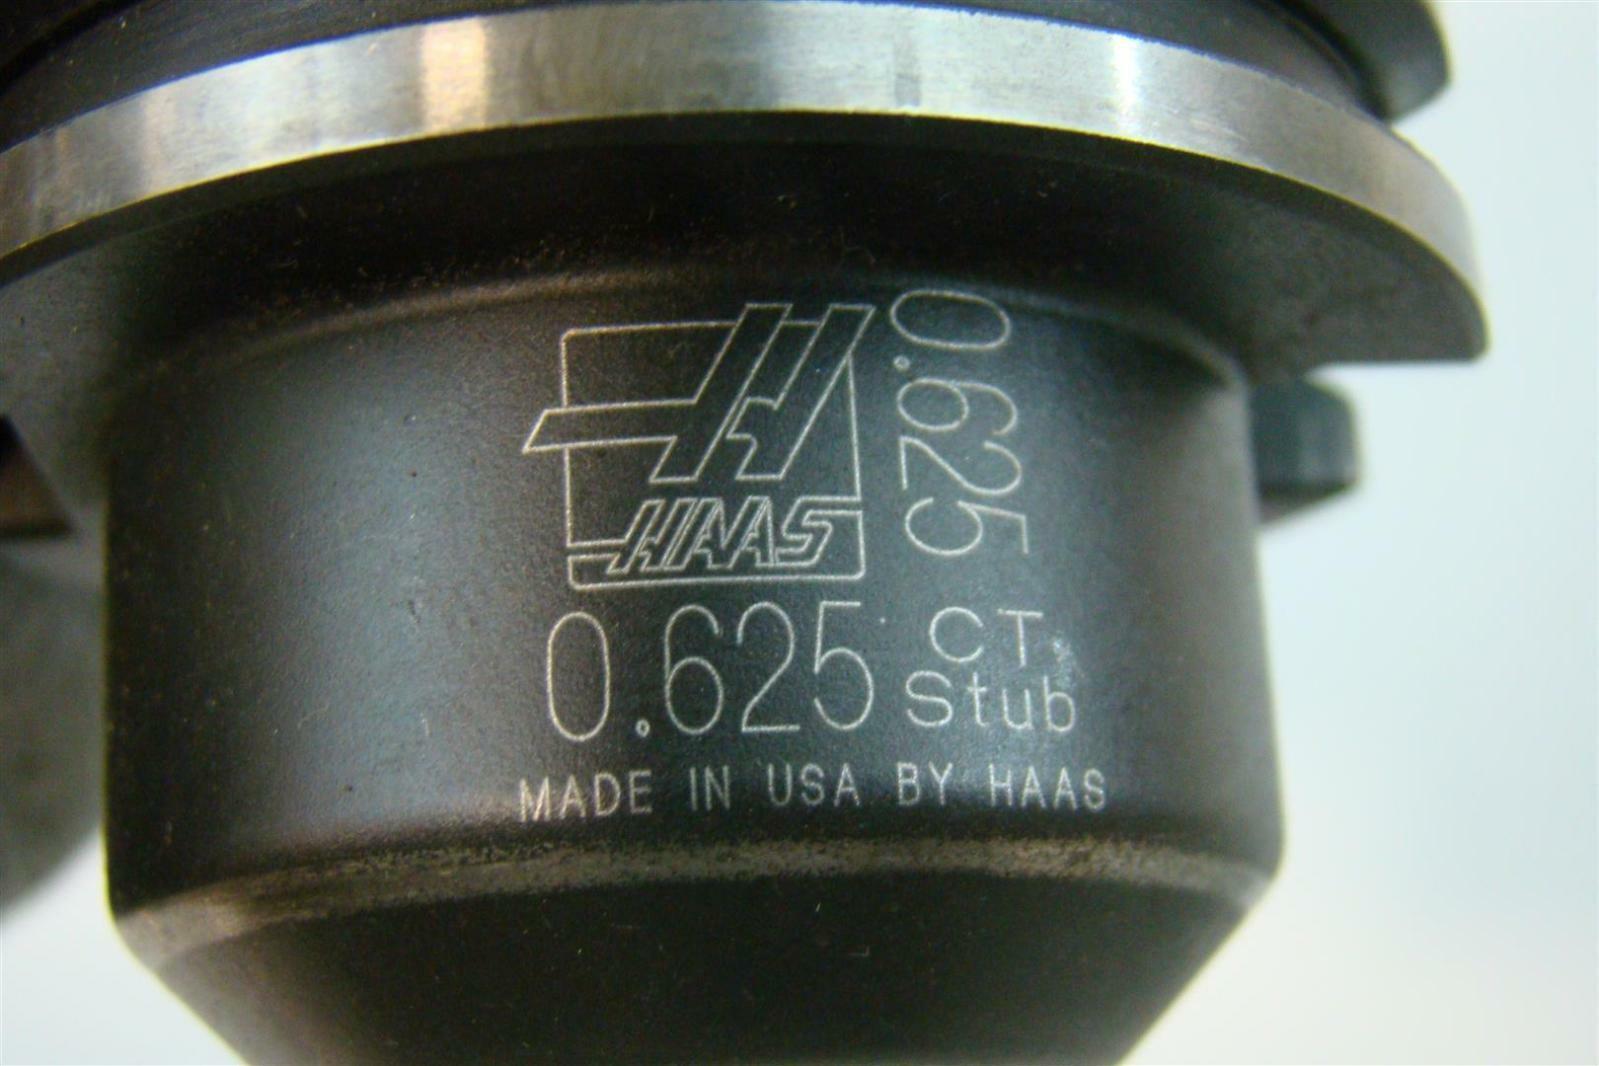 HAAS
0.625
0.625 CT
Stub
MADE IN USA BY HAAS